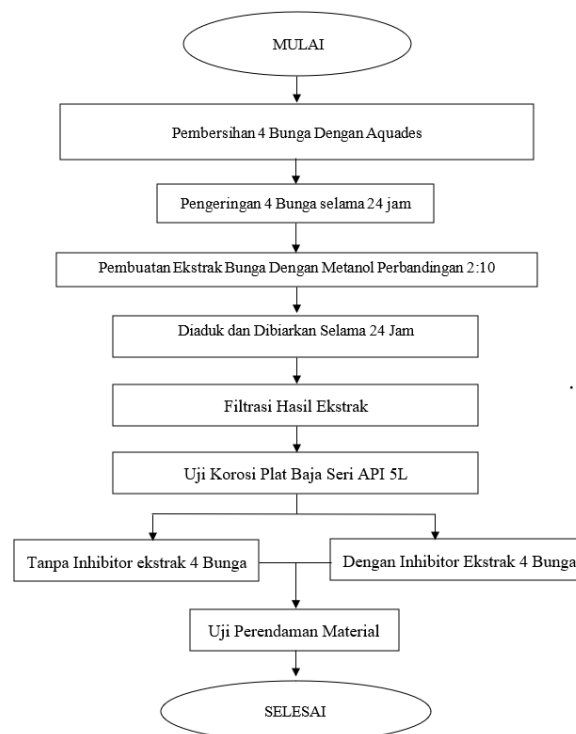 MULAI
Pembersihan 4 Bunga Dengan Aquades
Pengeringan 4 Bunga selama 24 jam
Pembuatan Ekstrak Bunga Dengan Metanol Perbandingan 2:10
Diaduk dan Dibiarkan Selama 24 Jam
.
Filtrasi Hasil Ekstrak
Uji Korosi Plat Baja Seri API 5L
Tanpa Inhibitor ekstrak 4 Bunga
Dengan Inhibitor Ekstrak 4 Bunga
Uji Perendaman Material
SELESAI